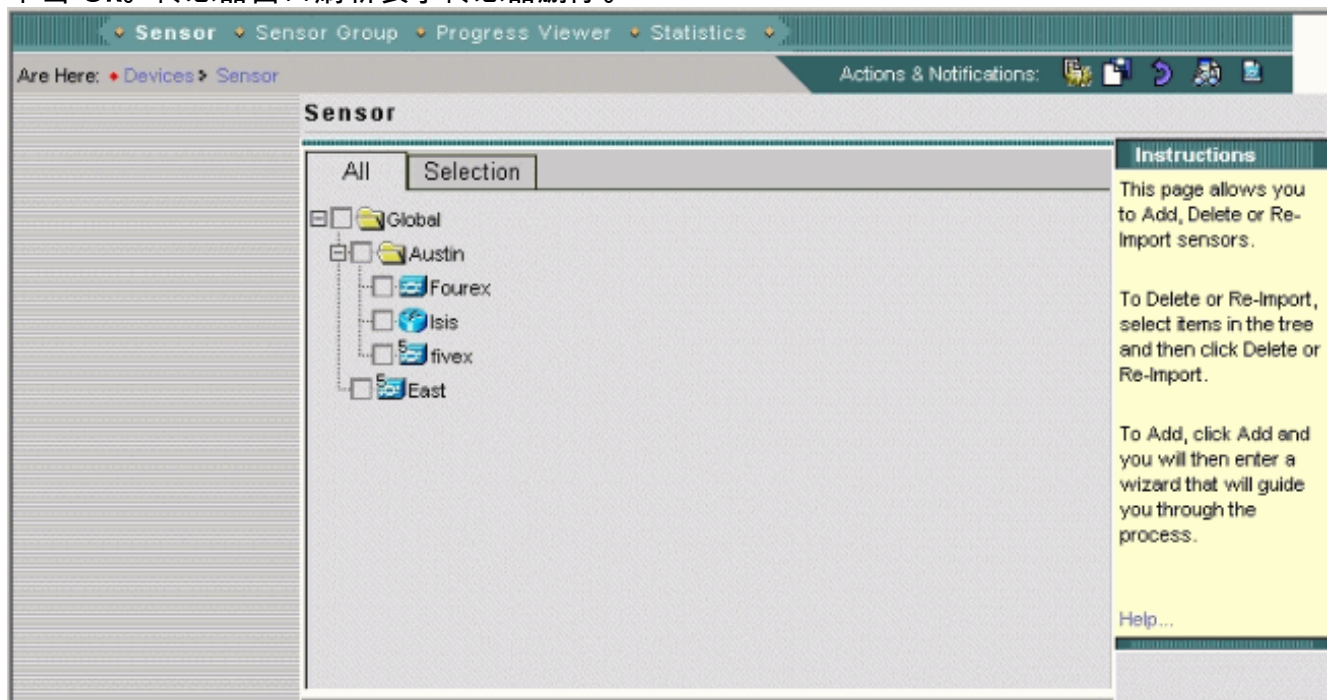 Sensor Sensor Group Progress Viewer Statistics
Are Here: Devices > Sensor
Actions & Notifications:
Sensor
All Selection
Global
Austin
Fourex
Isis
5 fivex
5 East
Instructions
This page allows you
to Add, Delete or Re-
Import sensors.
To Delete or Re-Import,
select items in the tree
and then click Delete or
Re-Import.
To Add, click Add and
you will then enter a
wizard that will guide
you through the
process.
Help...